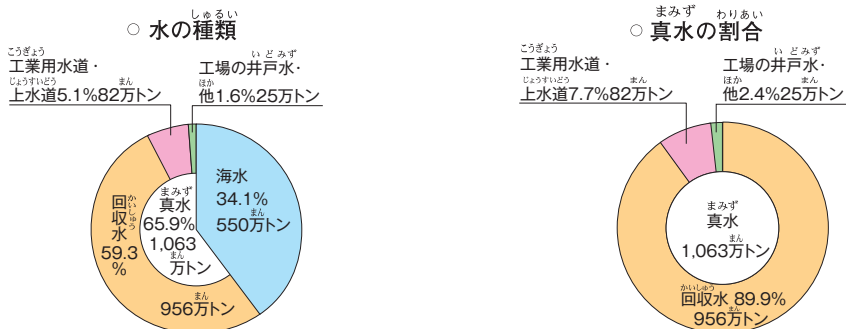 ○ 水の種類
しゅるい
こうぎょう
工業用水道・
じょうすいどう
上水道5.1%82万トン
まん
いどみず
工場の井戸水・
ほか
他1.6%25万トン
まん
海水
34.1%
550万トン
まん
まみず
真水
65.9%
1,063
まん
万トン
回収水
かいしゅう
59.3
%
まん
956万トン
○ 真水の割合
まみず
わりあい
こうぎょう
工業用水道・
じょうすいどう
上水道7.7%82万トン
まん
いどみず
工場の井戸水・
ほか
他2.4%25万トン
まん
まみず
真水
まん
1,063万トン
かいしゅう
回収水 89.9%
まん
956万トン